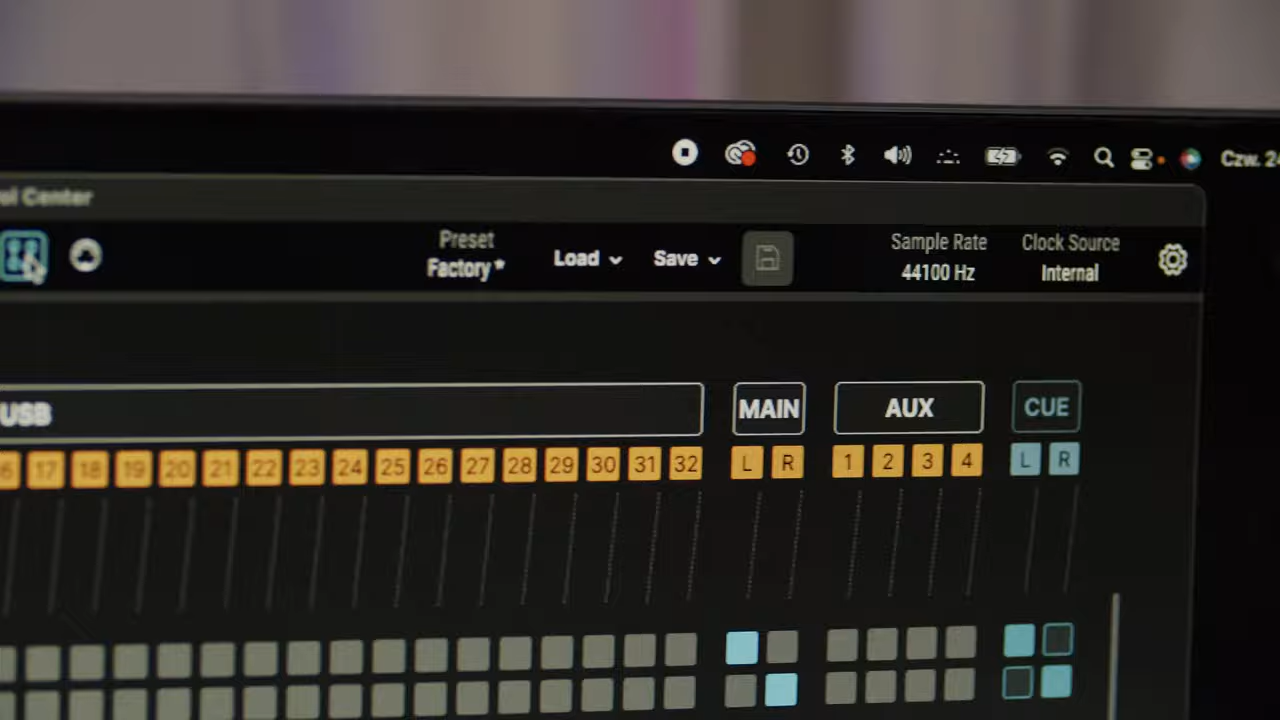 Czw. 24
ol Center
Preset
Factory*
Load
Save
Sample Rate
44100 Hz
Clock Source
Internal
USB
MAIN
AUX
CUE
6 17 18 19 20 21 22 23 24 25 26 27 28 29 30 31 32 L R 1 2 3 4 L R